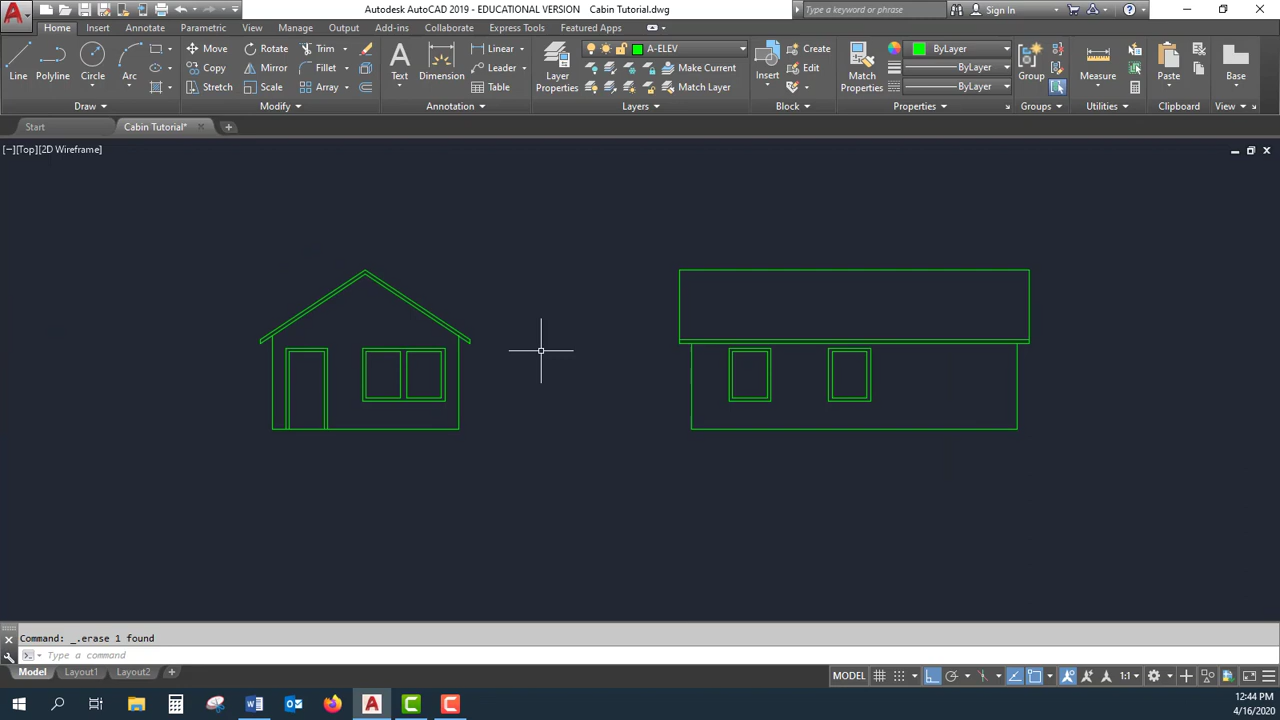 Autodesk AutoCAD 2019 - EDUCATIONAL VERSION Cabin Tutorial.dwg
Type a keyword or phrase
Sign In
Home Insert Annotate Parametric View Manage Output Add-ins Collaborate Express Tools Featured Apps
Line
Polyline
Circle
Arc
Move
Copy
Stretch
Rotate
Mirror
Scale
Trim
Fillet
Array
Text
Dimension
Linear
Leader
Table
Layer
Properties
A-ELEV
Make Current
Match Layer
Insert
Create
Edit
Match
Properties
ByLayer
ByLayer
ByLayer
Group
Measure
Paste
Base
Draw
Modify
Annotation
Layers
Block
Properties
Groups
Utilities
Clipboard
View
Start
Cabin Tutorial*
[−][Top][2D Wireframe]
Command: _.erase 1 found
Type a command
Model
Layout1
Layout2
MODEL
1:1
12:44 PM
4/16/2020